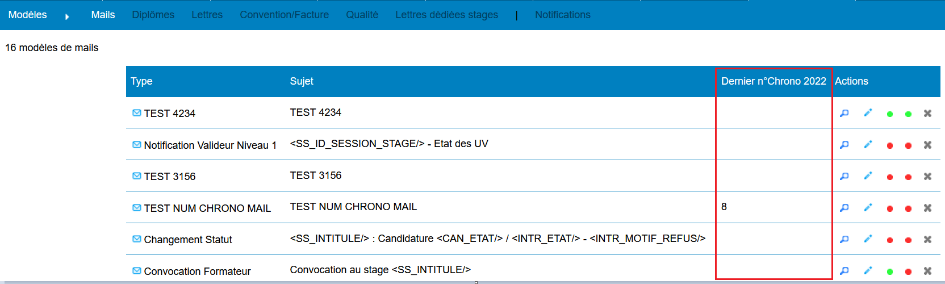 Modèles Mails Diplômes Lettres Convention/Facture Qualité Lettres dédiées stages | Notifications
16 modèles de mails
Type Sujet Dernier n°Chrono 2022 Actions
TEST 4234 TEST 4234
Notification Valideur Niveau 1 <SS_ID_SESSION_STAGE/> - Etat des UV
TEST 3156 TEST 3156
TEST NUM CHRONO MAIL TEST NUM CHRONO MAIL 8
Changement Statut <SS_INTITULE/> : Candidature <CAN_ETAT/> / <INTR_ETAT/> - <INTR_MOTIF_REFUS/>
Convocation Formateur Convocation au stage <SS_INTITULE/>